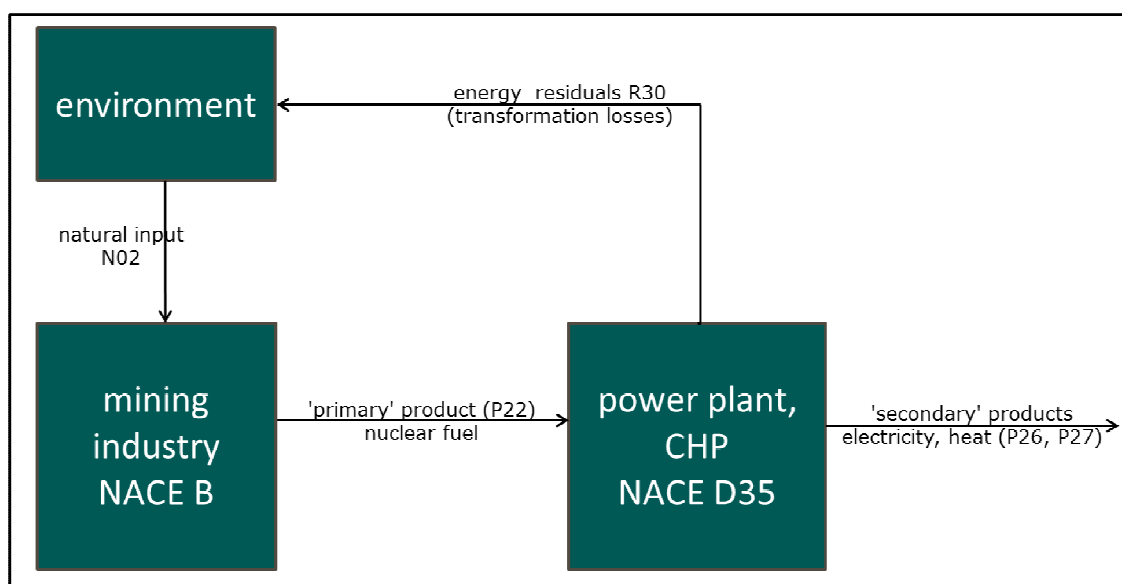 environment
energy residuals R30
(transformation losses)
natural input
N02
mining
industry
NACE B
'primary' product (P22)
nuclear fuel
power plant,
CHP
NACE D35
'secondary' products
electricity, heat (P26, P27)